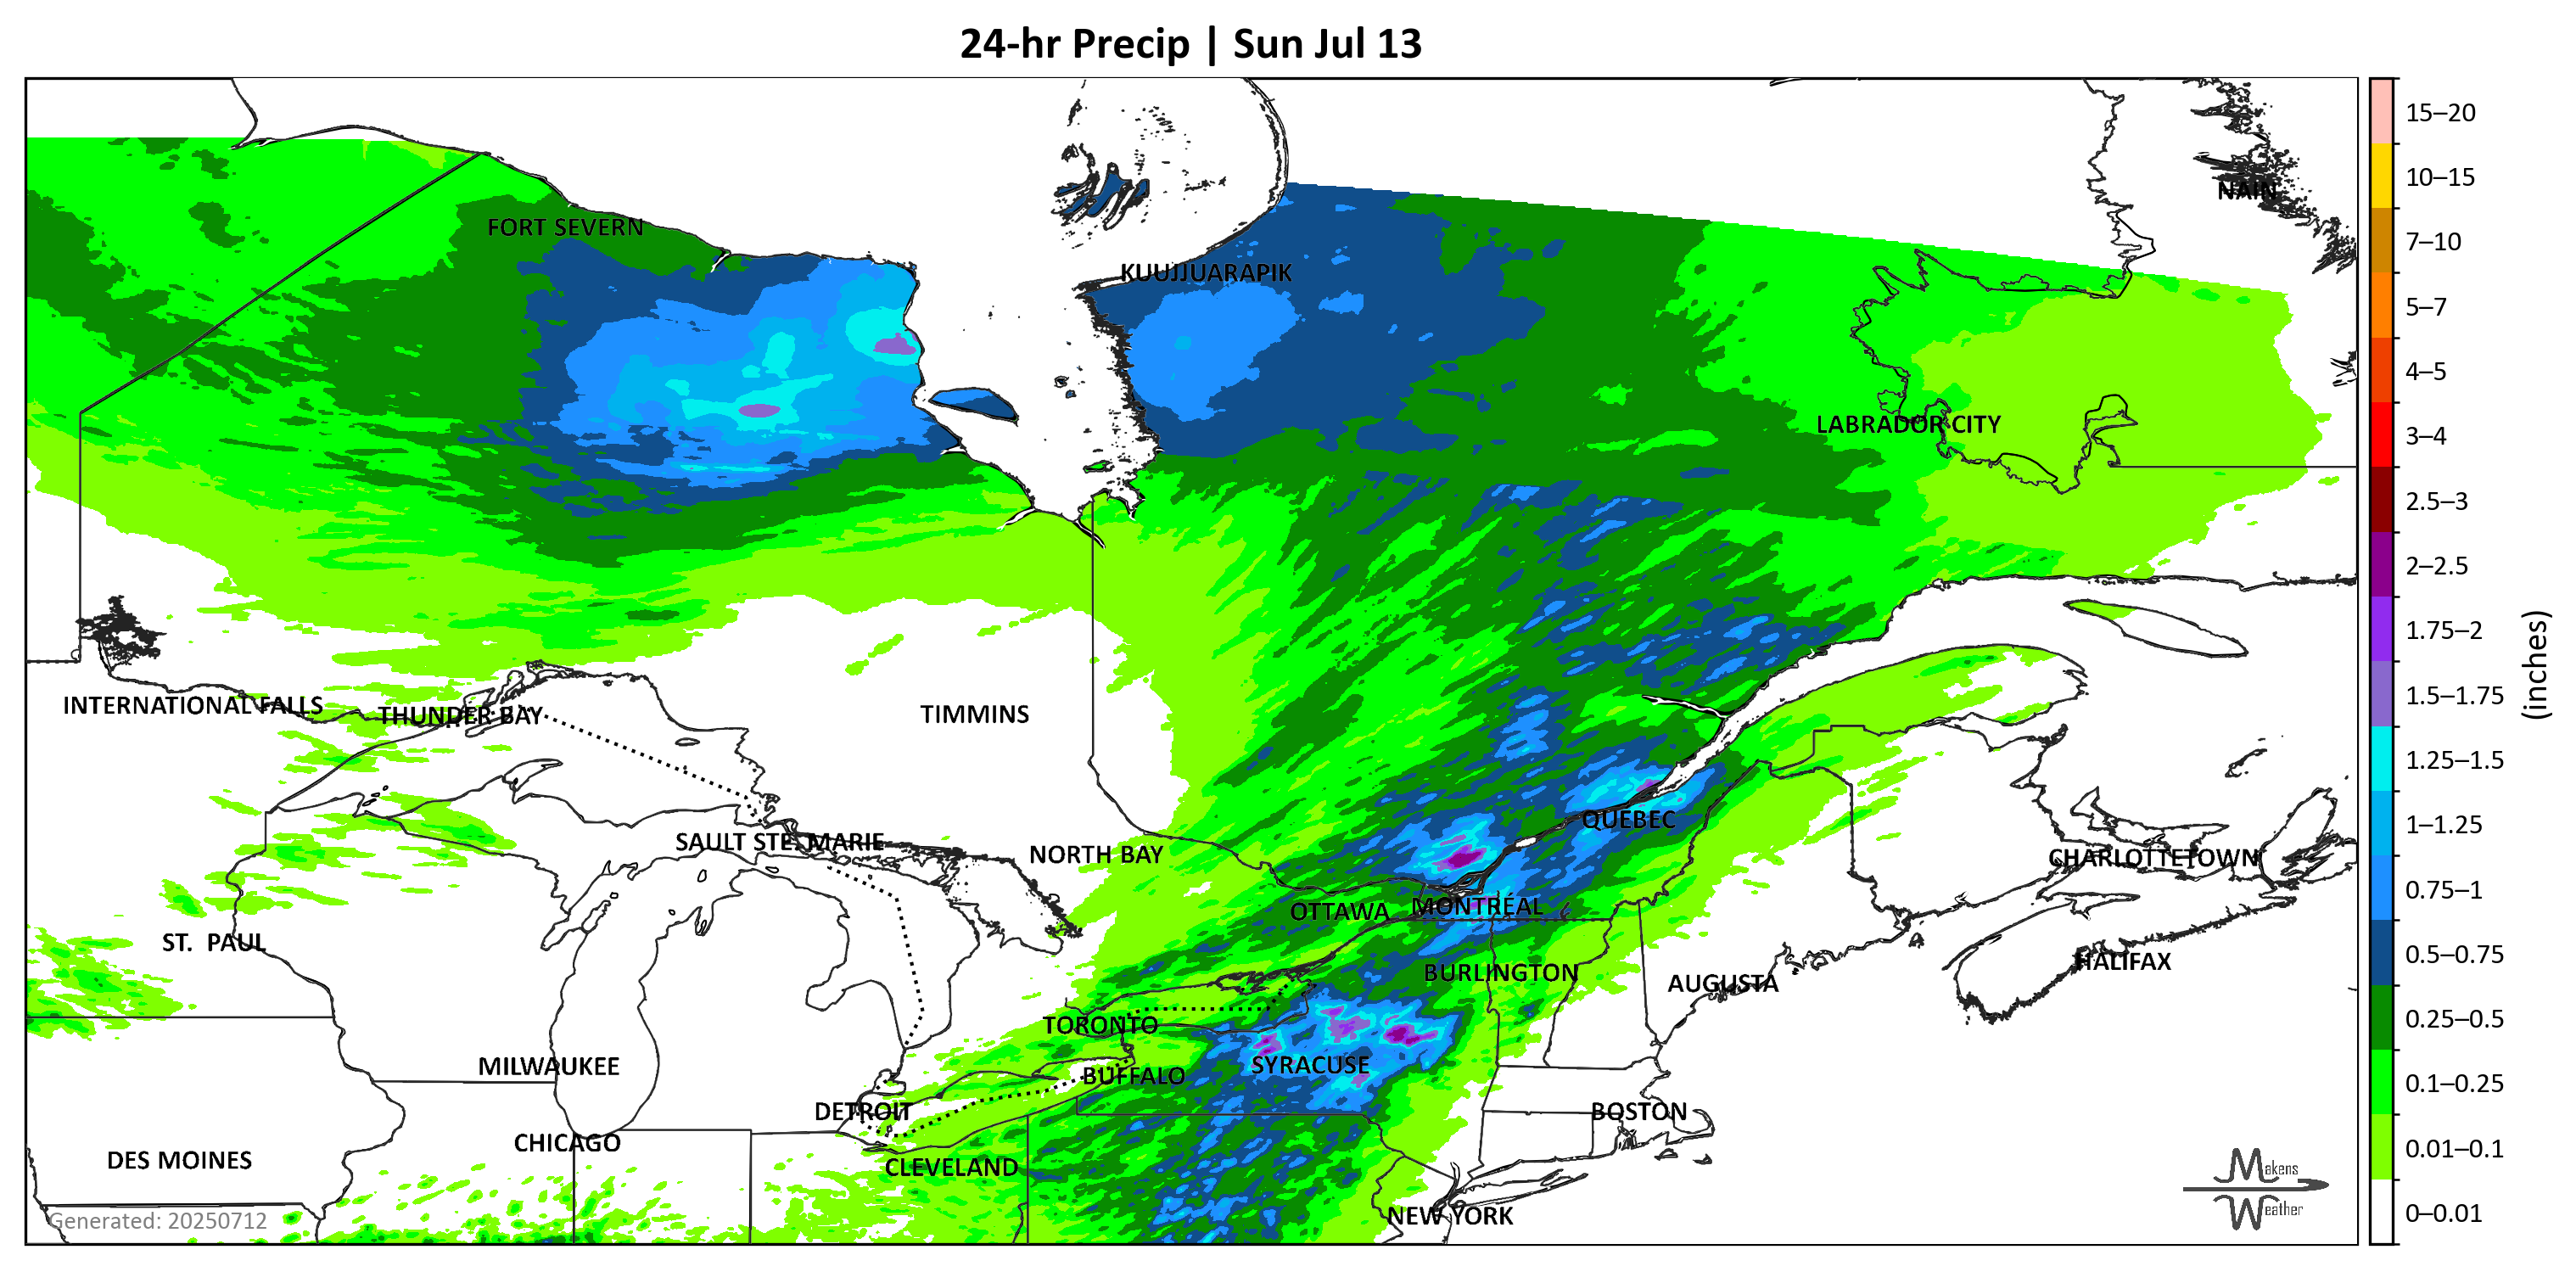 24-hr Precip | Sun Jul 13
NAIN
FORT SEVERN
KUUJJUARAPIK
LABRADOR CITY
INTERNATIONAL FALLS
THUNDER BAY
TIMMINS
QUÉBEC
SAULT STE. MARIE
NORTH BAY
CHARLOTTETOWN
OTTAWA
MONTRÉAL
ST. PAUL
HALIFAX
BURLINGTON
AUGUSTA
TORONTO
MILWAUKEE
SYRACUSE
BUFFALO
DETROIT
BOSTON
CHICAGO
DES MOINES
CLEVELAND
NEW YORK
Generated: 20250712
Makens
Weather
15–20
10–15
7–10
5–7
4–5
3–4
2.5–3
2–2.5
1.75–2
1.5–1.75
1.25–1.5
1–1.25
0.75–1
0.5–0.75
0.25–0.5
0.1–0.25
0.01–0.1
0–0.01
(inches)